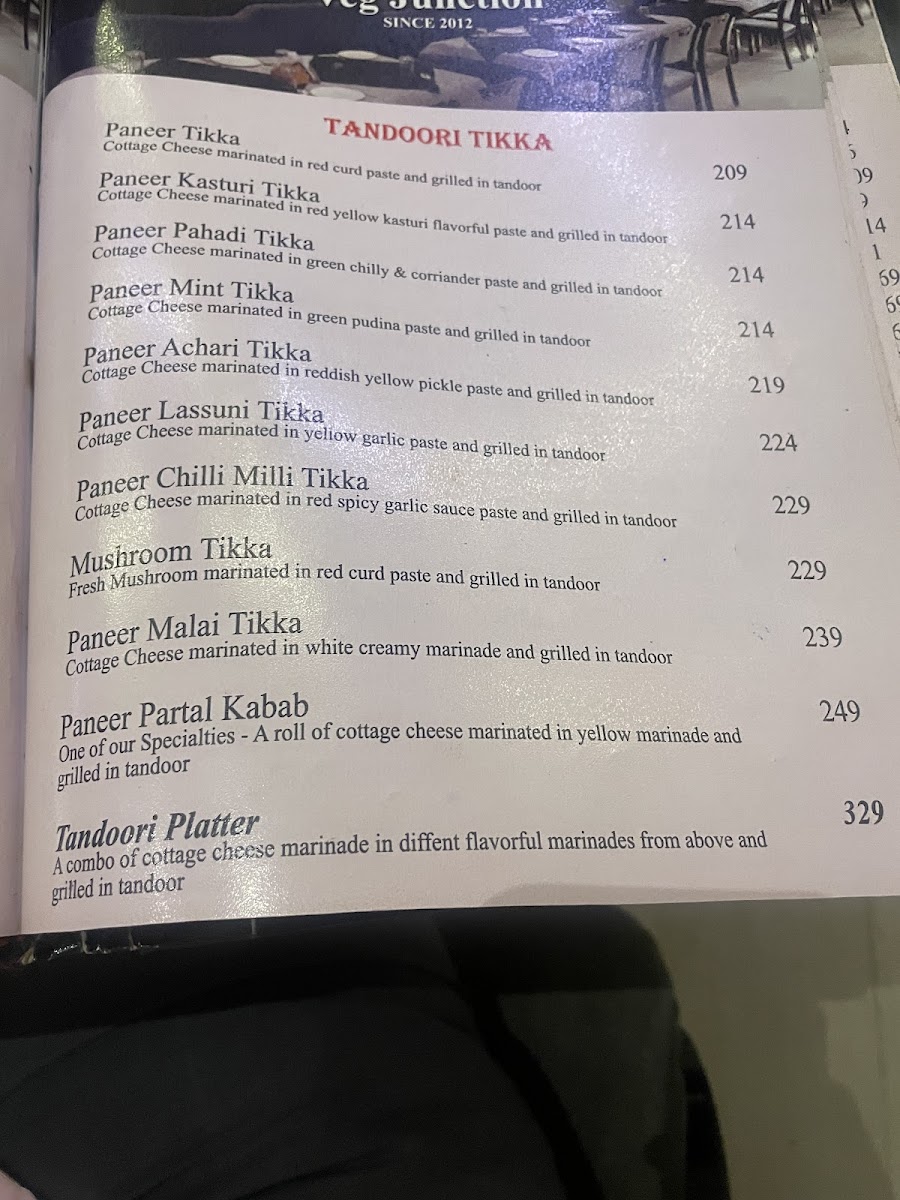 Veg Junction
SINCE 2012
TANDOORI TIKKA
Paneer Tikka 209
Cottage Cheese marinated in red curd paste and grilled in tandoor
Paneer Kasturi Tikka 214
Cottage Cheese marinated in red yellow kasturi flavorful paste and grilled in tandoor
Paneer Pahadi Tikka 214
Cottage Cheese marinated in green chilly & corriander paste and grilled in tandoor
Paneer Mint Tikka 214
Cottage Cheese marinated in green pudina paste and grilled in tandoor
Paneer Achari Tikka 219
Cottage Cheese marinated in reddish yellow pickle paste and grilled in tandoor
Paneer Lassuni Tikka 224
Cottage Cheese marinated in yellow garlic paste and grilled in tandoor
Paneer Chilli Milli Tikka 229
Cottage Cheese marinated in red spicy garlic sauce paste and grilled in tandoor
Mushroom Tikka 229
Fresh Mushroom marinated in red curd paste and grilled in tandoor
Paneer Malai Tikka 239
Cottage Cheese marinated in white creamy marinade and grilled in tandoor
Paneer Partal Kabab 249
One of our Specialties - A roll of cottage cheese marinated in yellow marinade and
grilled in tandoor
Tandoori Platter 329
A combo of cottage cheese marinade in diffent flavorful marinades from above and
grilled in tandoor